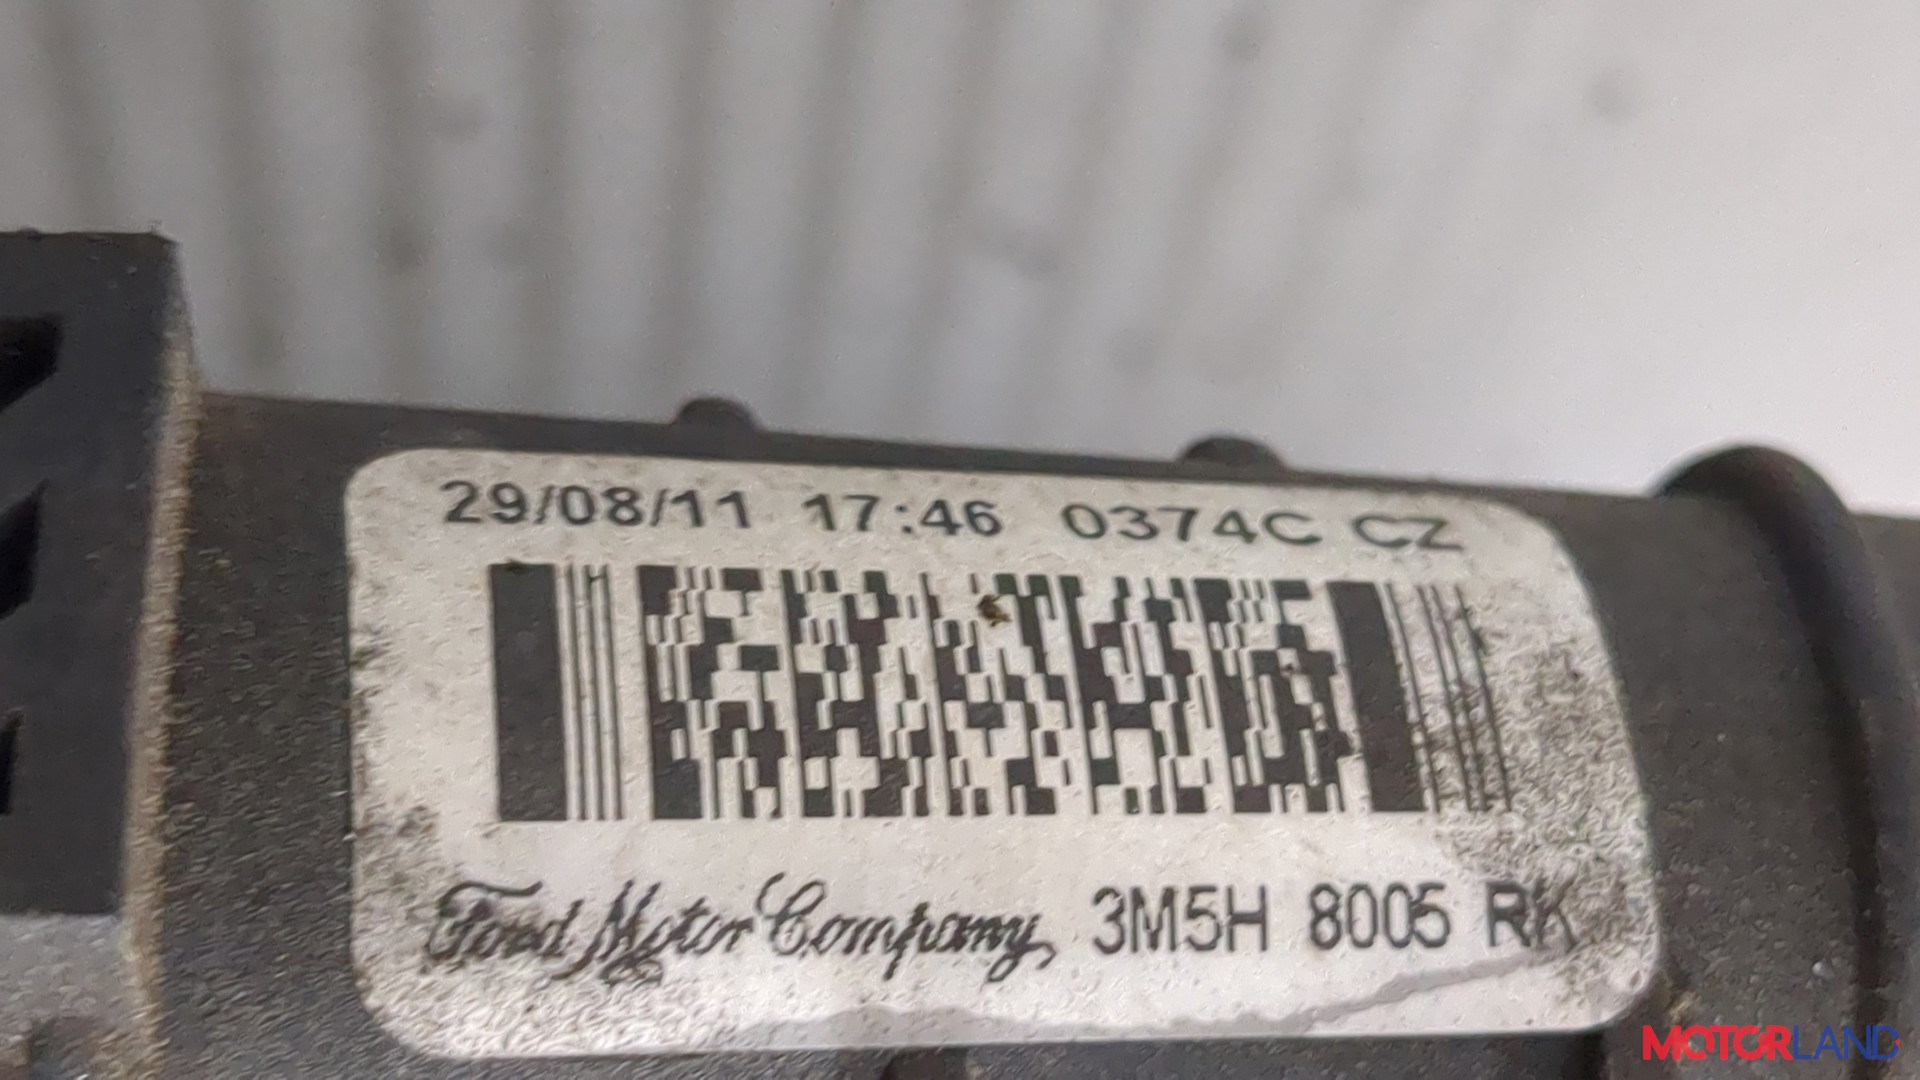 29/08/11 17:46 0374C CZ
Ford Motor Company 3M5H 8005 RK
MOTORLAND